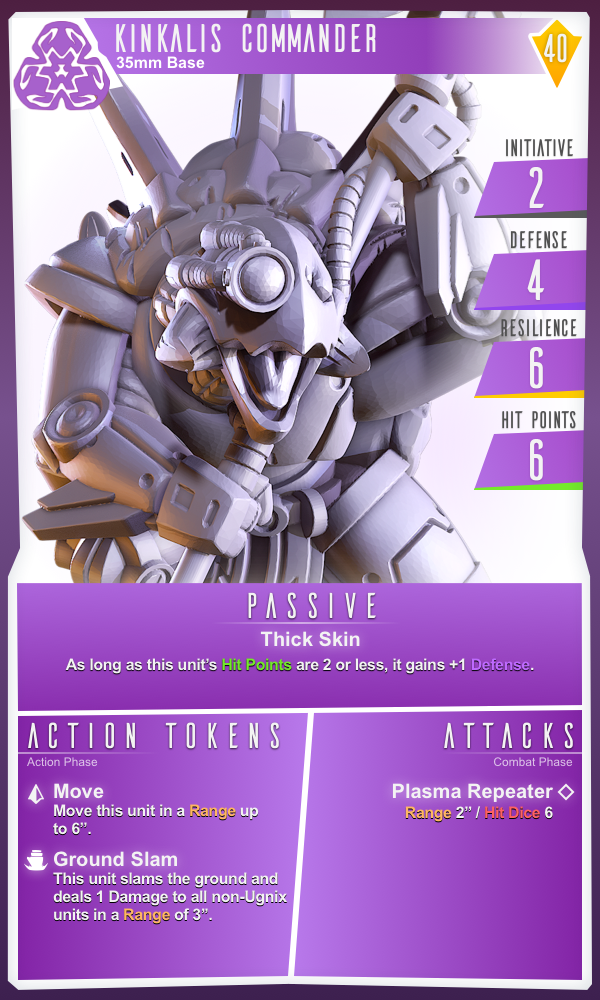 KINKALIS COMMANDER
35mm Base
40
INITIATIVE
2
DEFENSE
4
RESILIENCE
6
HIT POINTS
6
PASSIVE
Thick Skin
As long as this unit's Hit Points are 2 or less, it gains +1 Defense.
ACTION TOKENS
Action Phase
Move
Move this unit in a Range up
to 6”.
Ground Slam
This unit slams the ground and
deals 1 Damage to all non-Ugnix
units in a Range of 3”.
ATTACKS
Combat Phase
Plasma Repeater
Range 2” / Hit Dice 6